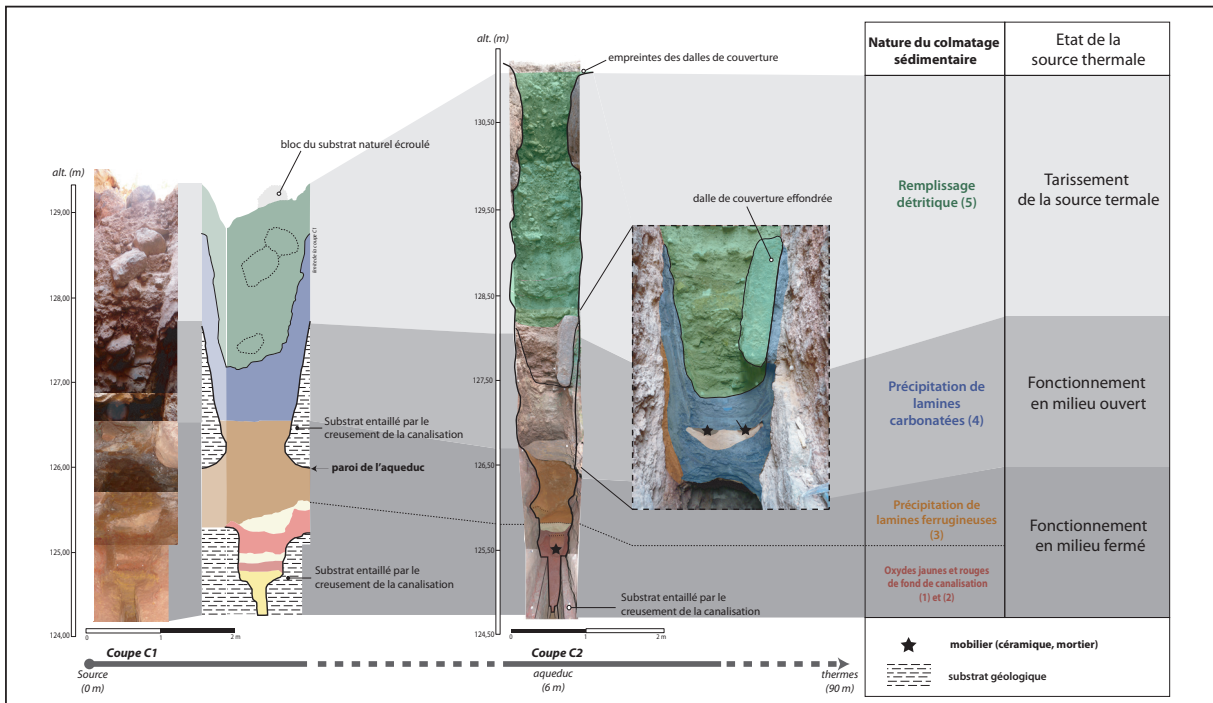 alt. (m)
129,00
128,00
127,00
126,00
125,00
124,00
bloc du substrat naturel écroulé
limite de la coupe C1
Substrat entaillé par le
creusement de la canalisation
paroi de l'aqueduc
Substrat entaillé par le
creusement de la canalisation
0
1
2 m
Coupe C1
Source
(0 m)
alt. (m)
130,50
129,50
128,50
127,50
126,50
125,50
124,50
empreintes des dalles de couverture
dalle de couverture effondrée
Substrat entaillé par le
creusement de la canalisation
0
1
2 m
Coupe C2
aqueduc
(6 m)
thermes
(90 m)
Nature du colmatage
sédimentaire
Etat de la
source thermale
Remplissage
détritique (5)
Tarissement
de la source termale
Précipitation de
lamines
carbonatées (4)
Fonctionnement
en milieu ouvert
Précipitation de
lamines ferrugineuses
(3)
Oxydes jaunes et rouges
de fond de canalisation
(1) et (2)
Fonctionnement
en milieu fermé
mobilier (céramique, mortier)
substrat géologique